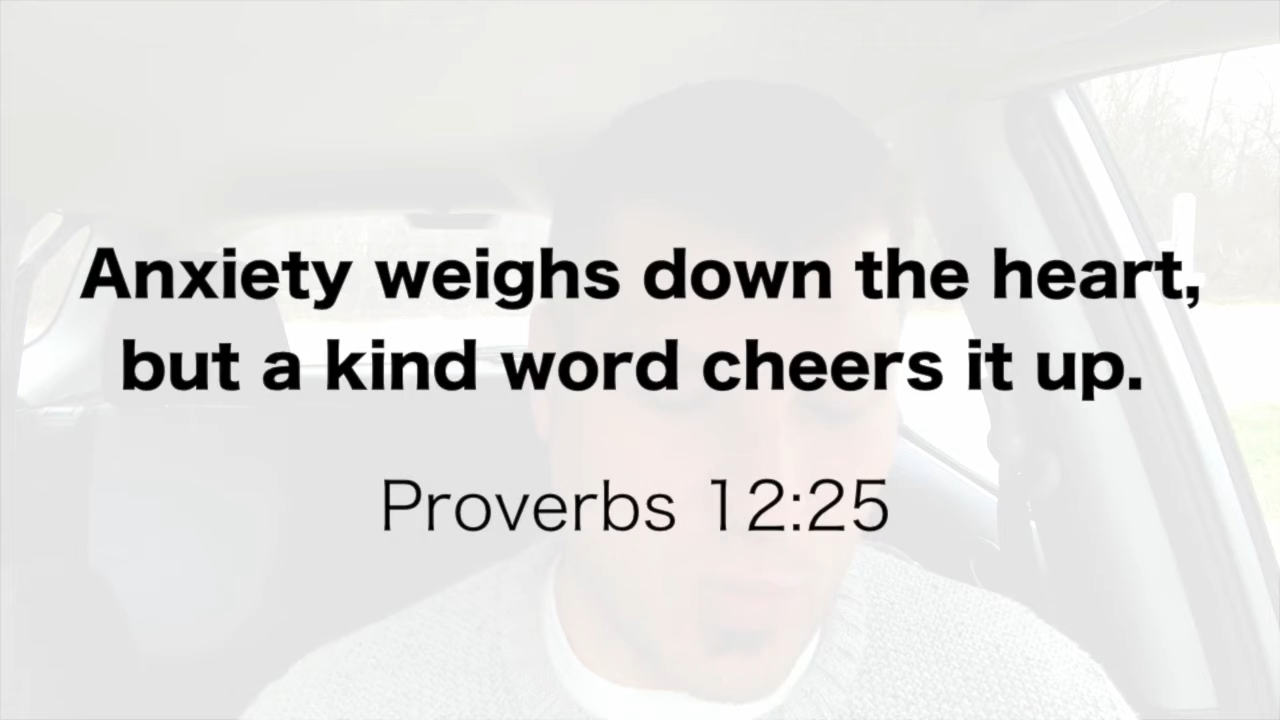 Anxiety weighs down the heart,
but a kind word cheers it up.
Proverbs 12:25